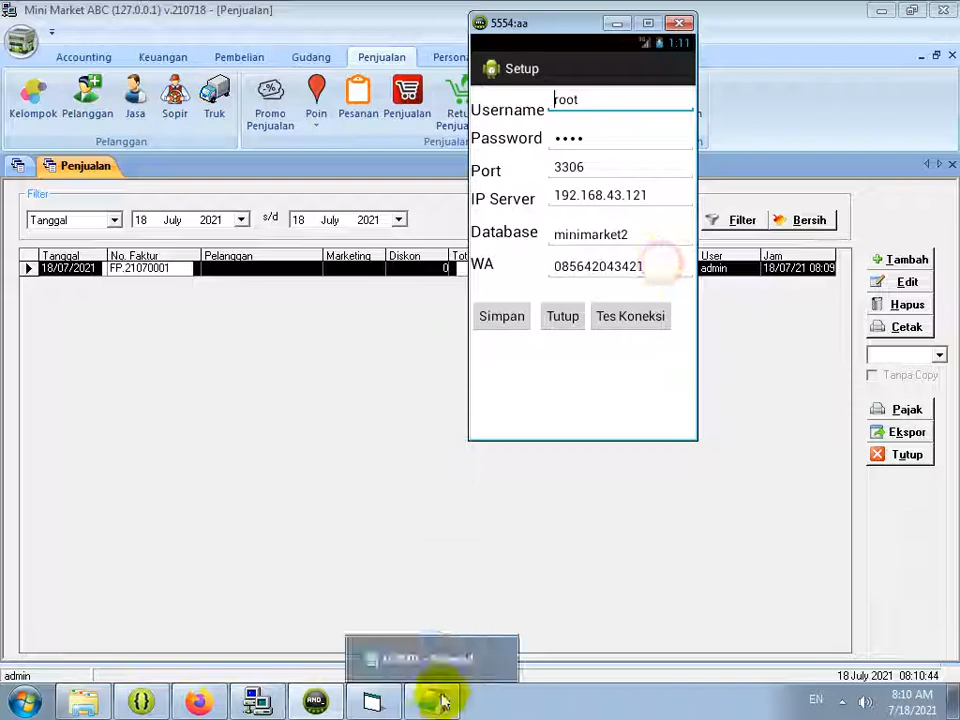 Mini Market ABC (127.0.0.1) v.210718 - [Penjualan]
Accounting Keuangan Pembelian Gudang Penjualan Persona
Kelompok Pelanggan Jasa Sopir Truk
Promo Penjualan Poin Pesanan Penjualan
Pelanggan
Penjualan
Filter
Tanggal 18 July 2021 s/d 18 July 2021 Filter Bersih
Tanggal No. Faktur Pelanggan Marketing Diskon User Jam
18/07/2021 FP.21070001 0 admin 18/07/21 08:09
Tambah
Edit
Hapus
Cetak
Tanpa Copy
Pajak
Ekspor
Tutup
5554:aa
1:11
Setup
Username root
Password ••••
Port 3306
IP Server 192.168.43.121
Database minimarket2
WA 085642043421
Simpan Tutup Tes Koneksi
admin 18 July 2021 08:10:44
EN 8:10 AM
7/18/2021